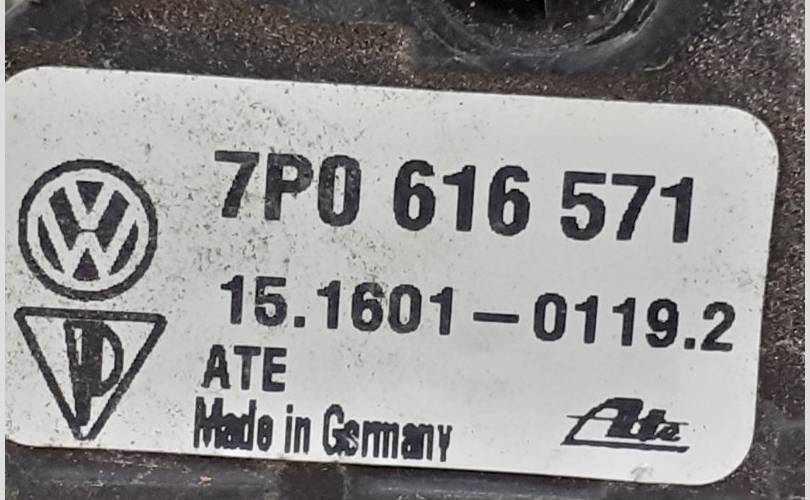 7P0 616 571
15.1601-0119.2
ATE
Made in Germany
Ate